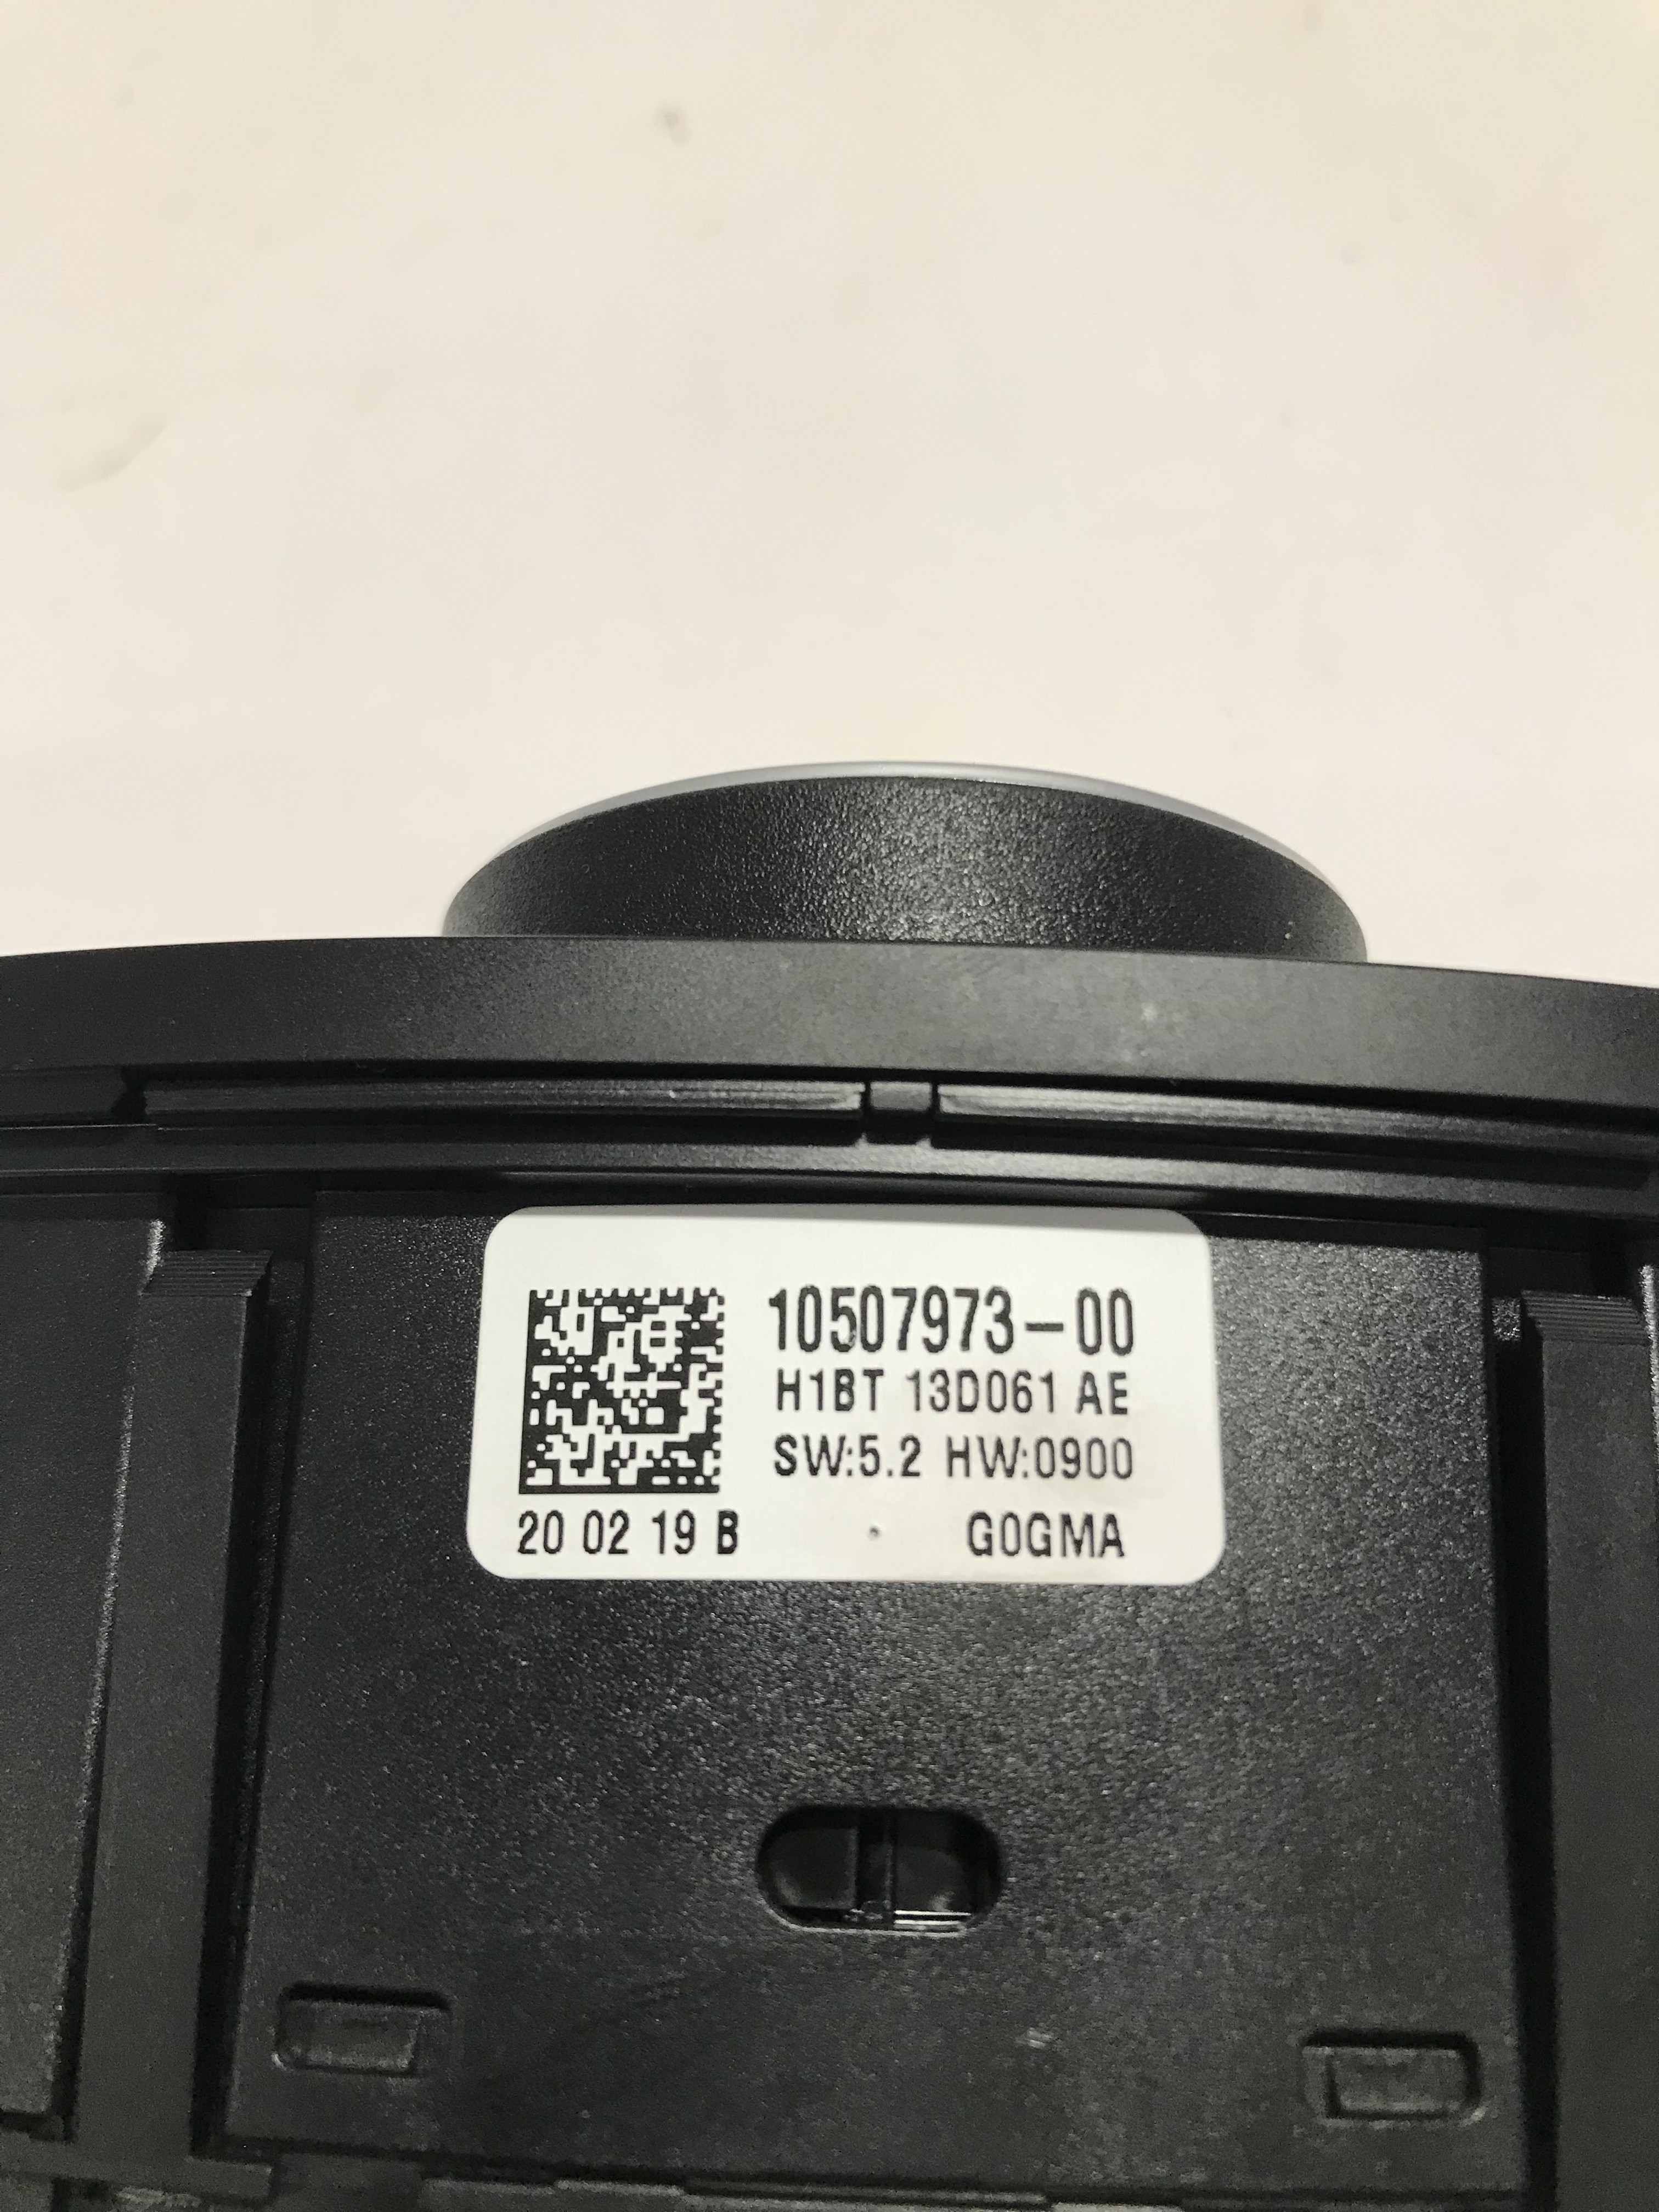 10507973-00
H1BT 13D061 AE
SW:5.2 HW:0900
20 02 19 B G0GMA